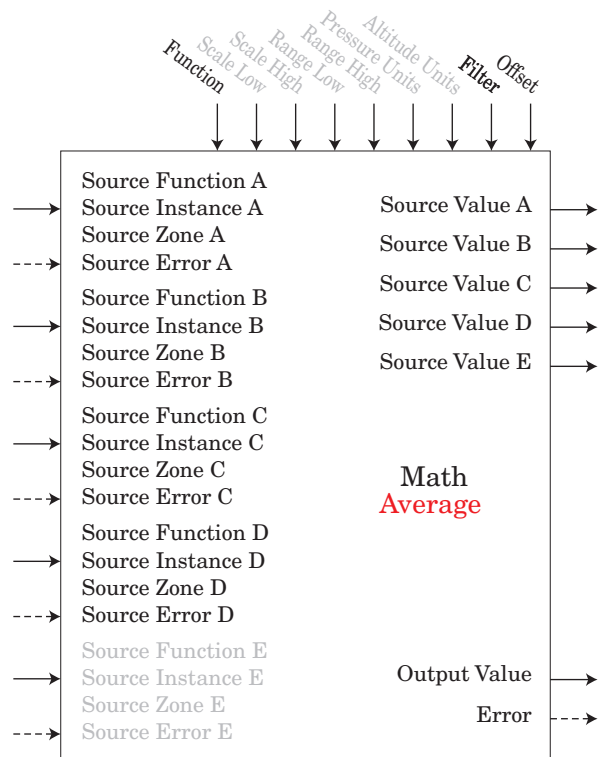 Function
Scale Low
Scale High
Range Low
Range High
Pressure Units
Altitude Units
Filter
Offset
Source Function A
Source Instance A
Source Zone A
Source Error A
Source Function B
Source Instance B
Source Zone B
Source Error B
Source Function C
Source Instance C
Source Zone C
Source Error C
Source Function D
Source Instance D
Source Zone D
Source Error D
Source Function E
Source Instance E
Source Zone E
Source Error E
Source Value A
Source Value B
Source Value C
Source Value D
Source Value E
Math
Average
Output Value
Error